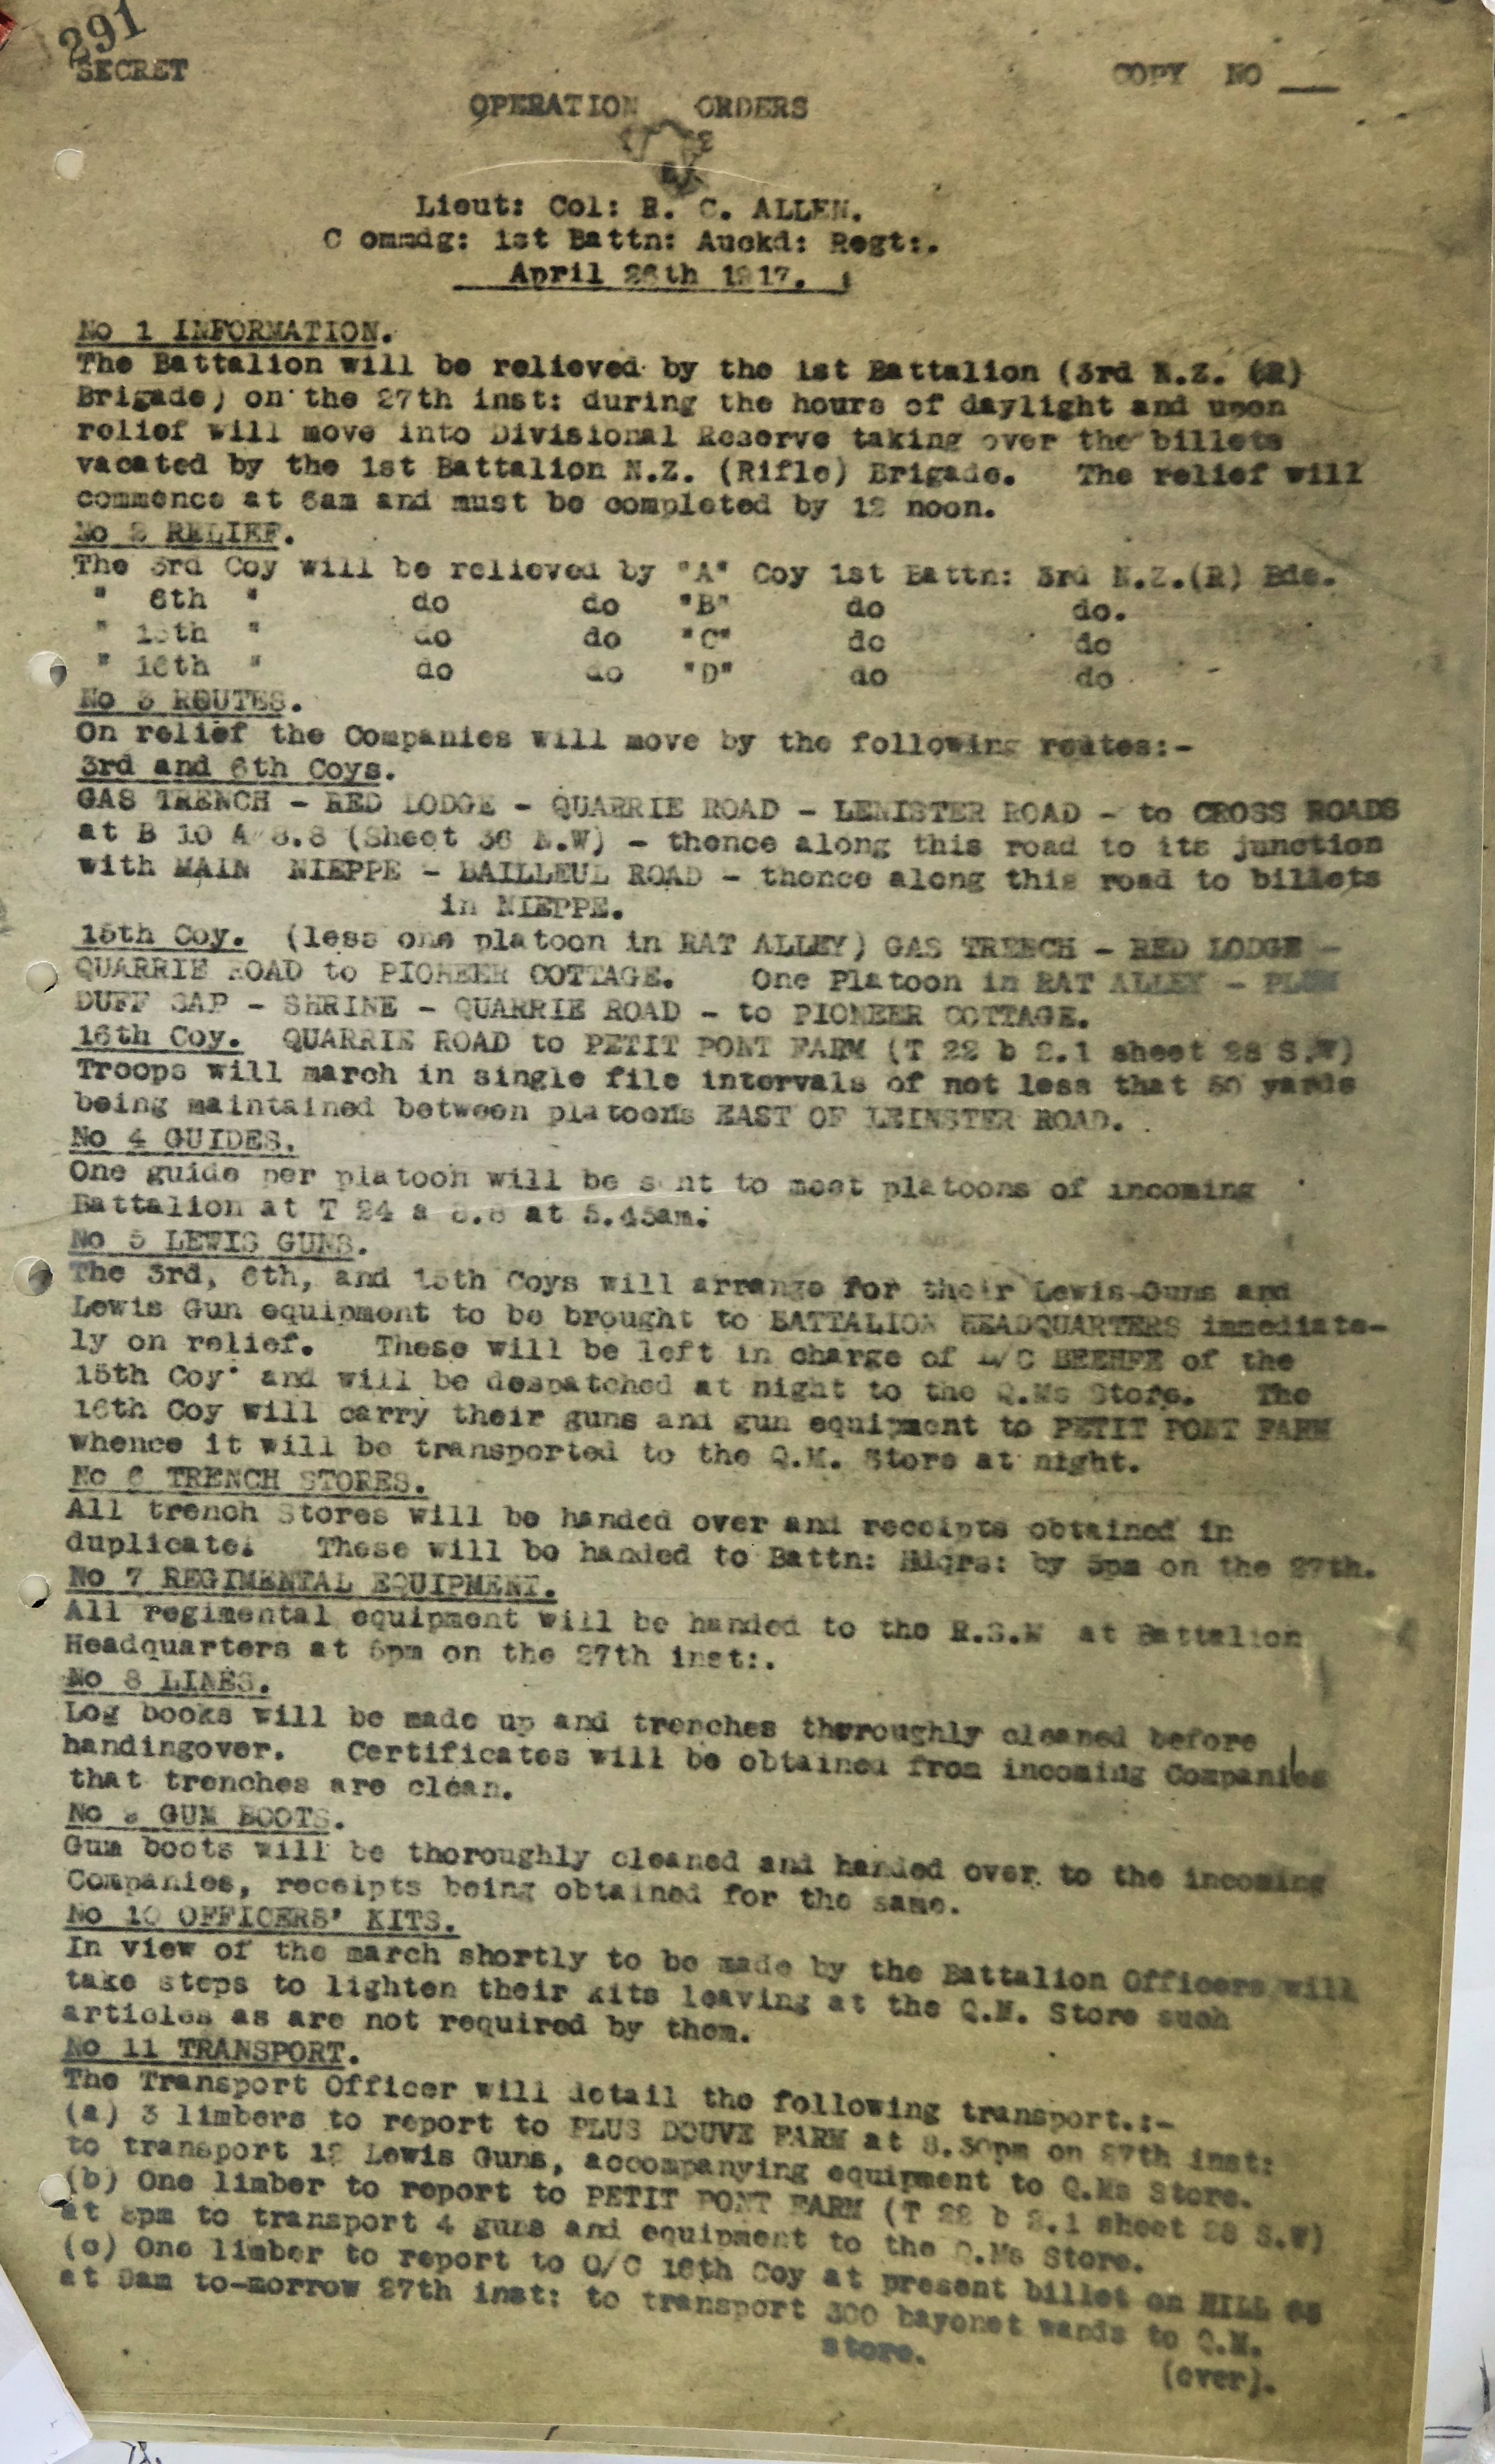 291
SECRET
COPY NO ___
OPERATION ORDERS
by
Lieut: Col: R. C. ALLEN.
C ommdg: 1st Battn: Auckd: Regt:.
April 26th 1917.
No 1 INFORMATION.
The Battalion will be relieved by the 1st Battalion (3rd N.Z. (R)
Brigade) on the 27th inst: during the hours of daylight and upon
relief will move into Divisional Reserve taking over the billets
vacated by the 1st Battalion N.Z. (Rifle) Brigade. The relief will
commence at 6am and must be completed by 12 noon.
No 2 RELIEF.
The 3rd Coy will be relieved by "A" Coy 1st Battn: 3rd N.Z.(R) Bde.
" 6th " do do "B" do do.
" 15th " do do "C" do do
" 16th " do do "D" do do
No 3 ROUTES.
On relief the Companies will move by the following routes:-
3rd and 6th Coys.
GAS TRENCH - RED LODGE - QUARRIE ROAD - LENISTER ROAD - to CROSS ROADS
at B 10 A 8.8 (Sheet 36 N.W) - thence along this road to its junction
with MAIN NIEPPE - BAILLEUL ROAD - thence along this road to billets
in NIEPPE.
15th Coy. (less one platoon in RAT ALLEY) GAS TRENCH - RED LODGE -
QUARRIE ROAD to PIONEER COTTAGE. One Platoon in RAT ALLEY - PLUM
DUFF GAP - SHRINE - QUARRIE ROAD - to PIONEER COTTAGE.
16th Coy. QUARRIE ROAD to PETIT PONT FARM (T 22 b 2.1 sheet 28 S.W)
Troops will march in single file intervals of not less that 50 yards
being maintained between platoons EAST OF LEINSTER ROAD.
No 4 GUIDES.
One guide per platoon will be sent to meet platoons of incoming
Battalion at T 24 a at 5.45am.
No 5 LEWIS GUNS.
The 3rd, 6th, and 15th Coys will arrange for their Lewis-Guns and
Lewis Gun equipment to be brought to BATTALION HEADQUARTERS immediate-
ly on relief. These will be left in charge of L/C BEEHRE of the
15th Coy and will be despatched at night to the Q.Ms Store. The
16th Coy will carry their guns and gun equipment to PETIT PONT FARM
whence it will be transported to the Q.M. Store at night.
No 6 TRENCH STORES.
All trench Stores will be handed over and receipts obtained in
duplicate. These will be handed to Battn: Hdqrs: by 5pm on the 27th.
No 7 REGIMENTAL EQUIPMENT.
All regimental equipment will be handed to the R.S.M at Battalion
Headquarters at 6pm on the 27th inst:.
No 8 LINES.
Log books will be made up and trenches thoroughly cleaned before
handingover. Certificates will be obtained from incoming Companies
that trenches are clean.
No 9 GUM BOOTS.
Gum boots will be thoroughly cleaned and handed over to the incoming
Companies, receipts being obtained for the same.
No 10 OFFICERS' KITS.
In view of the march shortly to be made by the Battalion Officers will
take steps to lighten their kits leaving at the Q.M. Store such
articles as are not required by them.
No 11 TRANSPORT.
The Transport Officer will detail the following transport.:-
(a) 3 limbers to report to PLUS DOUVE FARM at 8.30pm on 27th inst:
to transport 12 Lewis Guns, accompanying equipment to Q.Ms Store.
(b) One limber to report to PETIT PONT FARM (T 22 b 2.1 sheet 28 S.W)
at 8pm to transport 4 guns and equipment to the Q.Ms Store.
(c) One limber to report to O/C 16th Coy at present billet on HILL 63
at 9am to-morrow 27th inst: to transport 300 bayonet wands to Q.M.
store.
(over).